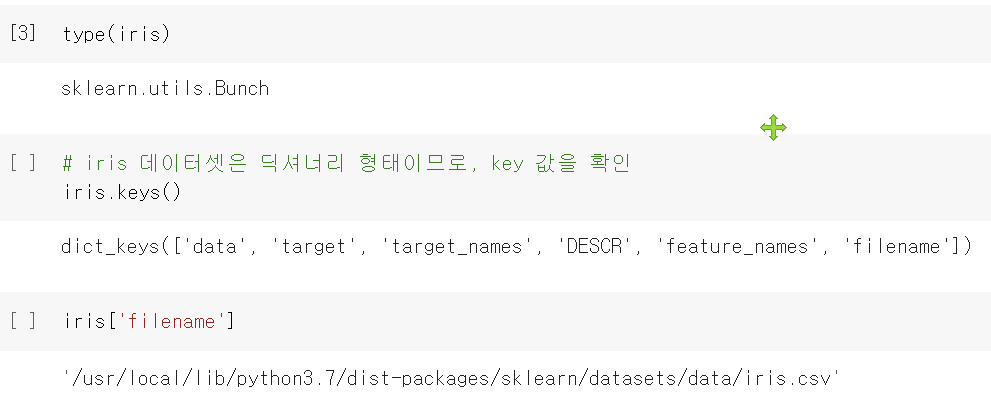 [3] type(iris)
sklearn.utils.Bunch
[ ] # iris 데이터셋은 딕셔너리 형태이므로, key 값을 확인
iris.keys()
dict_keys(['data', 'target', 'target_names', 'DESCR', 'feature_names', 'filename'])
[ ] iris['filename']
'/usr/local/lib/python3.7/dist-packages/sklearn/datasets/data/iris.csv'